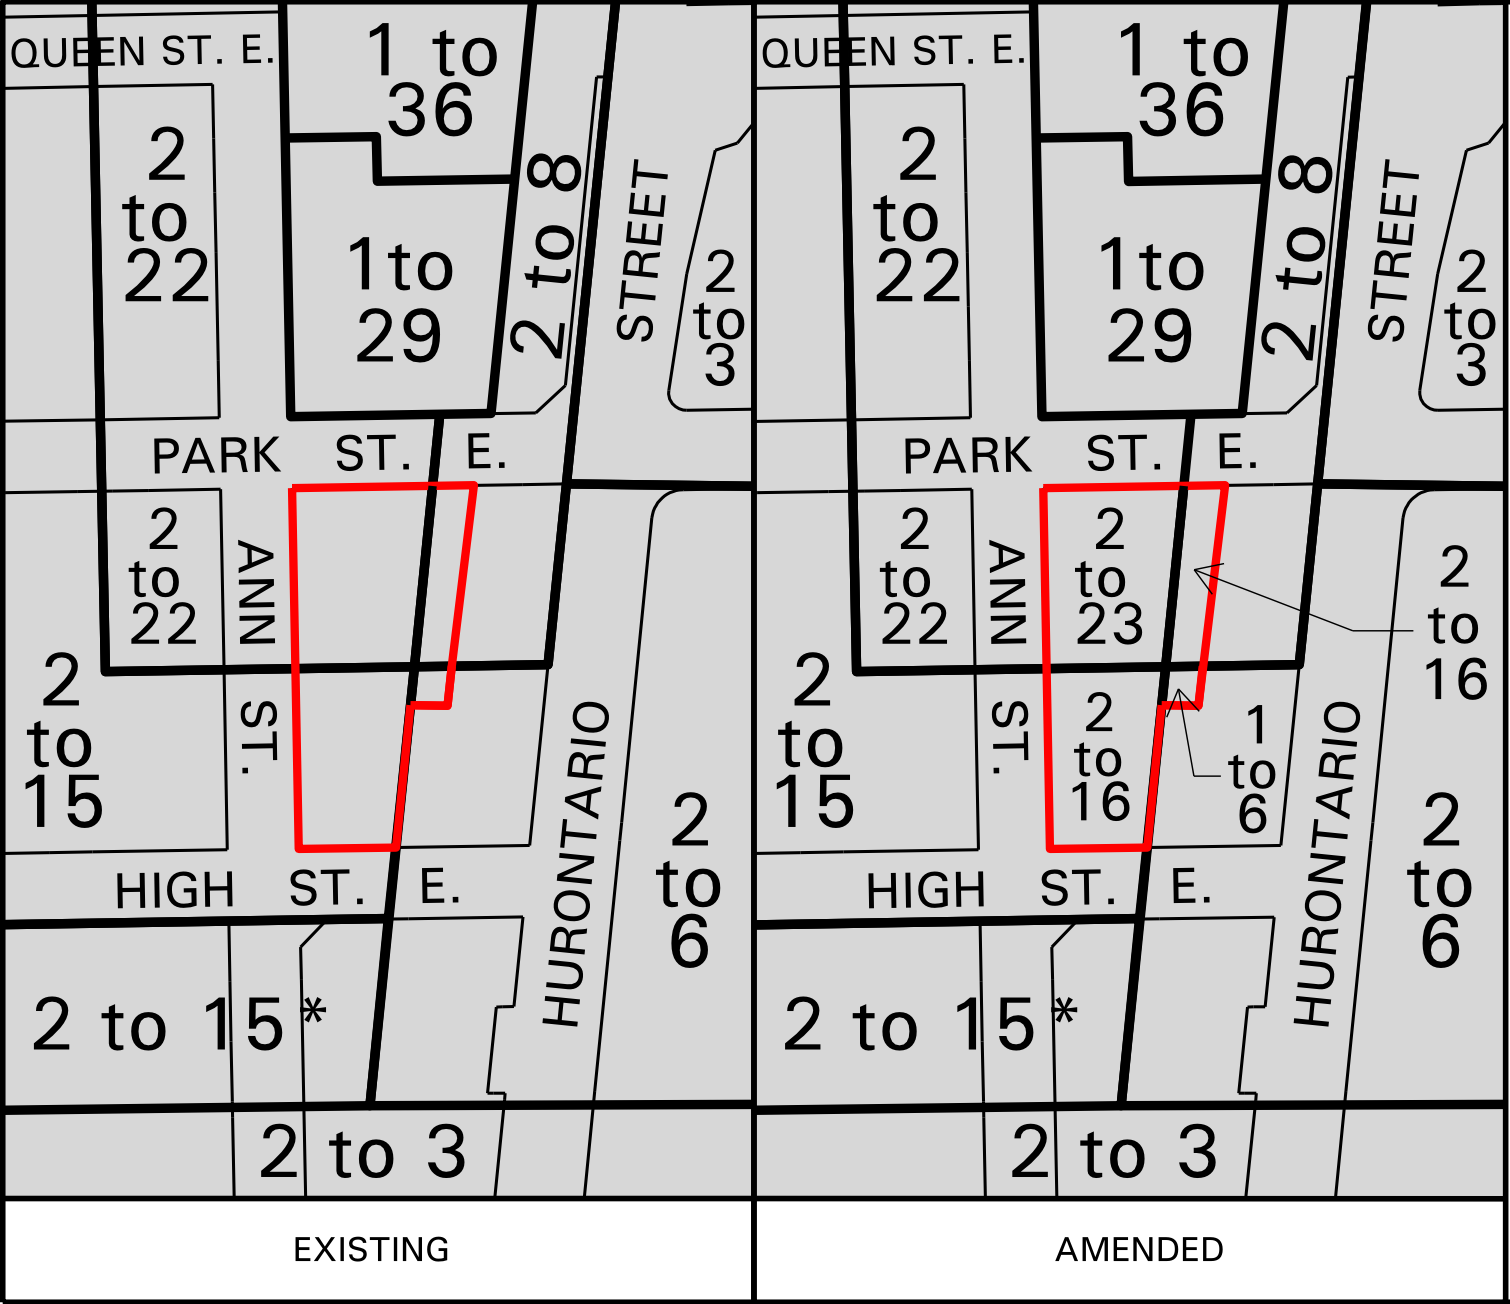 QUEEN ST. E.
1 to
36
2
to
22
2 to 8
STREET
1 to
29
2
to
3
PARK ST. E.
2
to
22
ANN
ST.
2
to
15
HURONTARIO
2
to
6
HIGH ST. E.
2 to 15*
2 to 3
EXISTING
QUEEN ST. E.
1 to
36
2
to
22
2 to 8
STREET
1 to
29
2
to
3
PARK ST. E.
2
to
22
ANN
ST.
2
to
23
2
to
16
2
to
15
2
to
16
1
to
6
HURONTARIO
2
to
6
HIGH ST. E.
2 to 15*
2 to 3
AMENDED